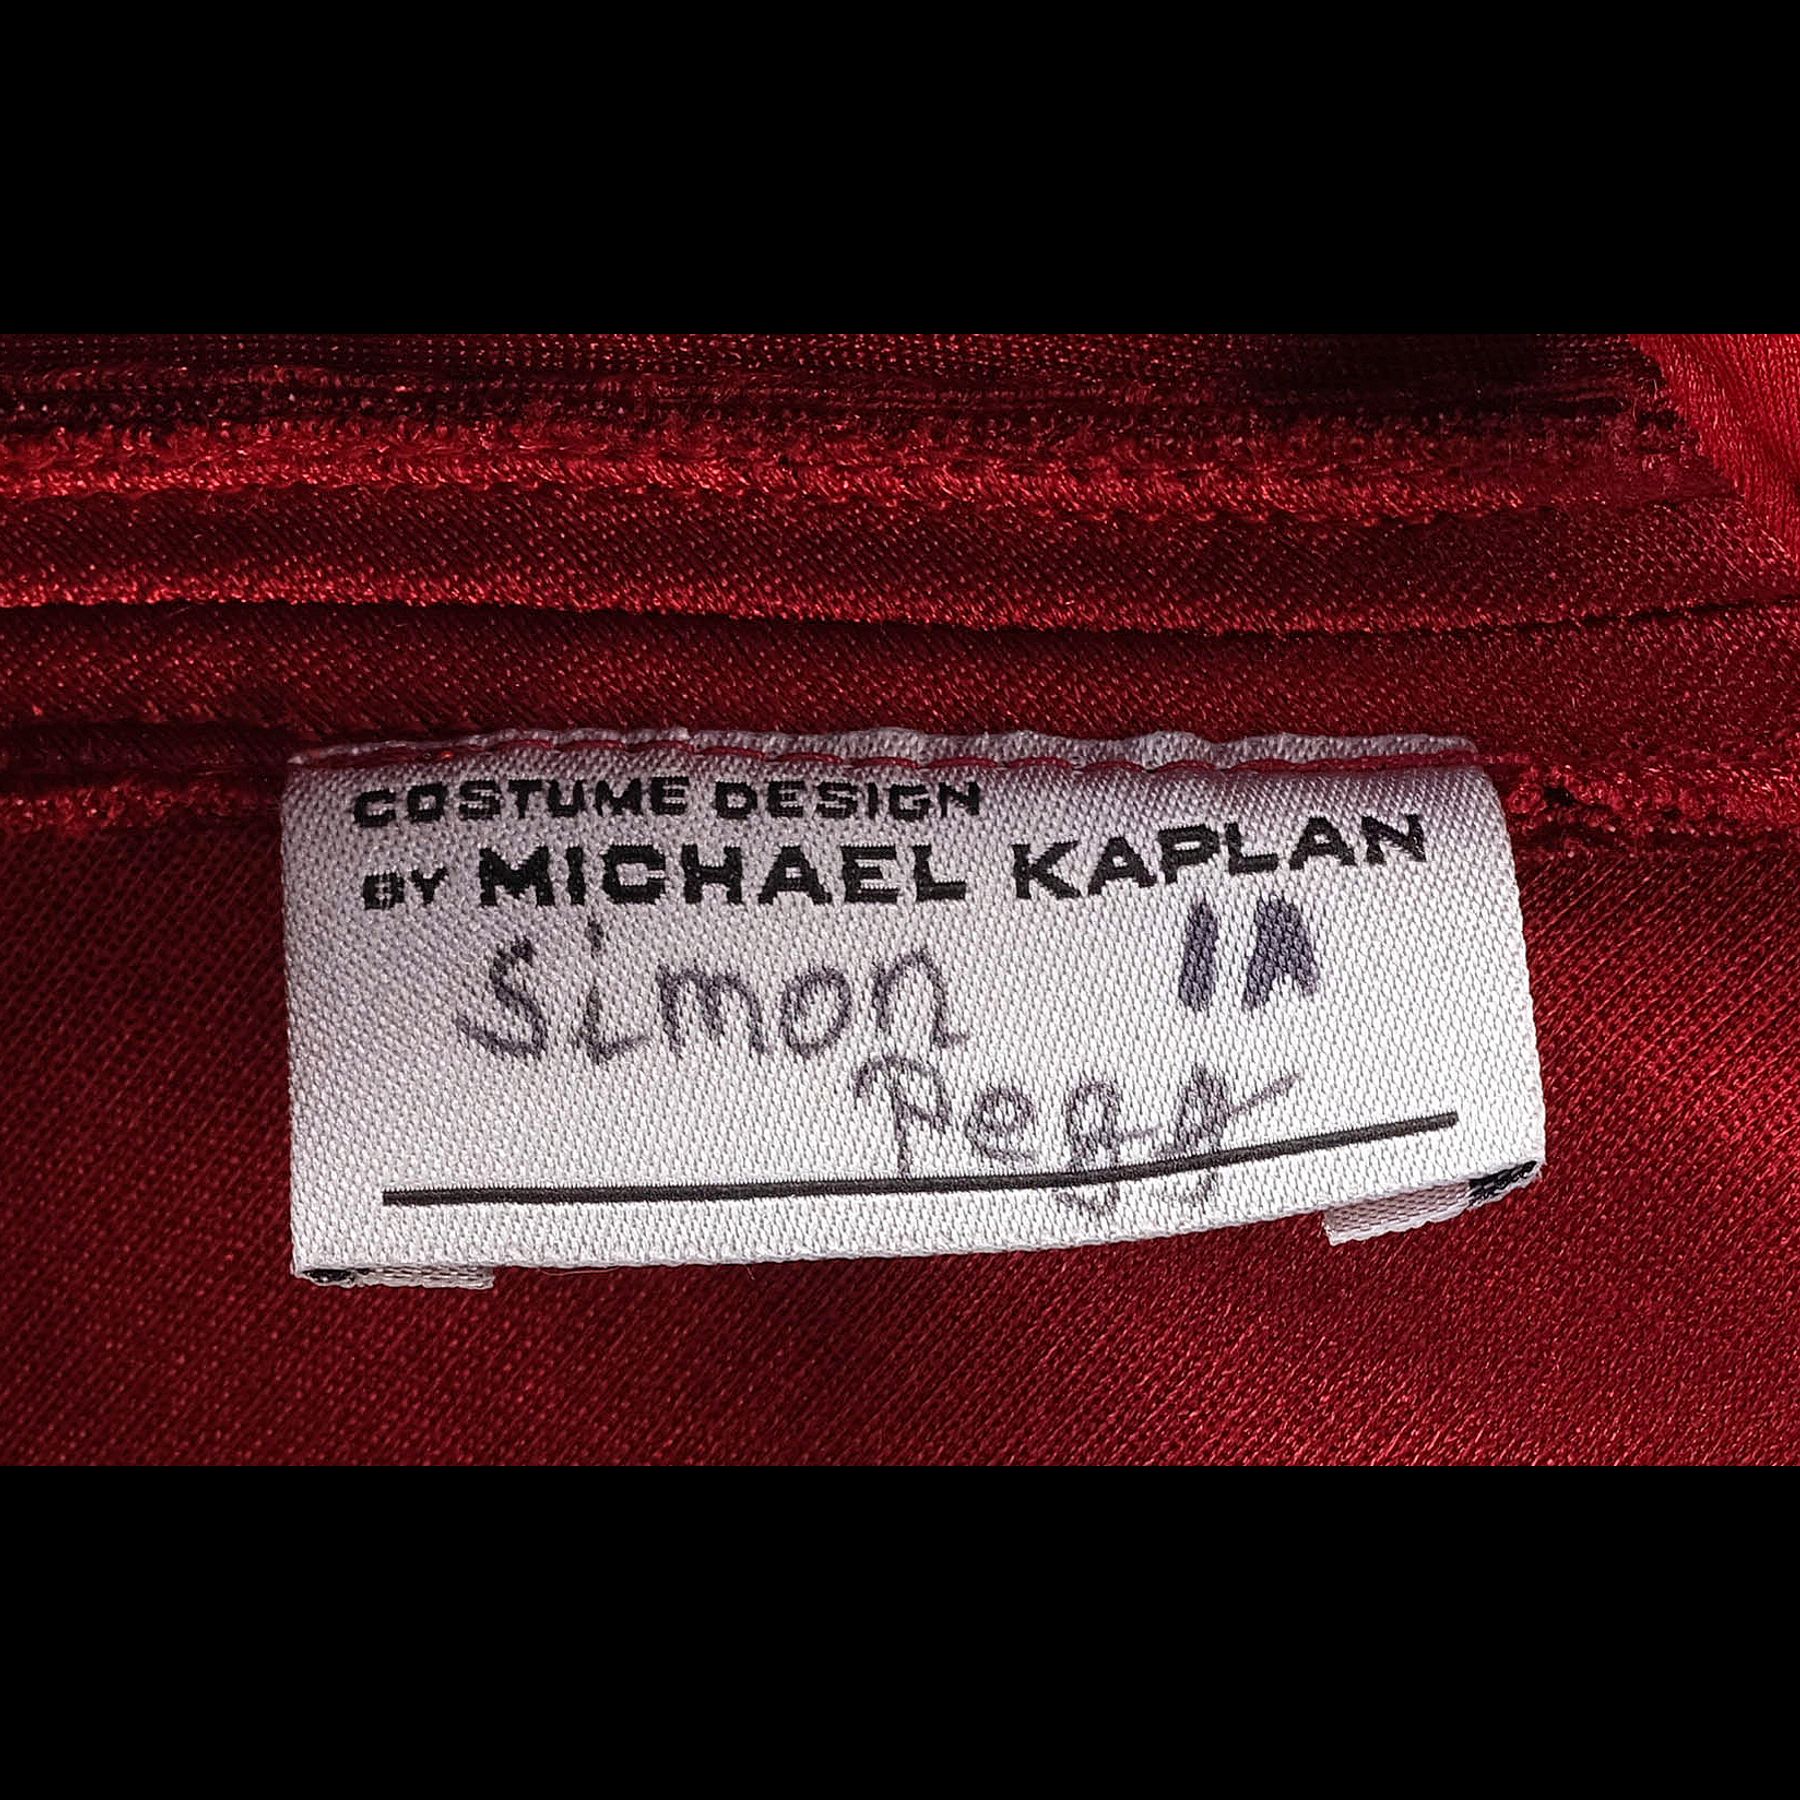 COSTUME DESIGN
BY MICHAEL KAPLAN
Simon 1A
Pegg